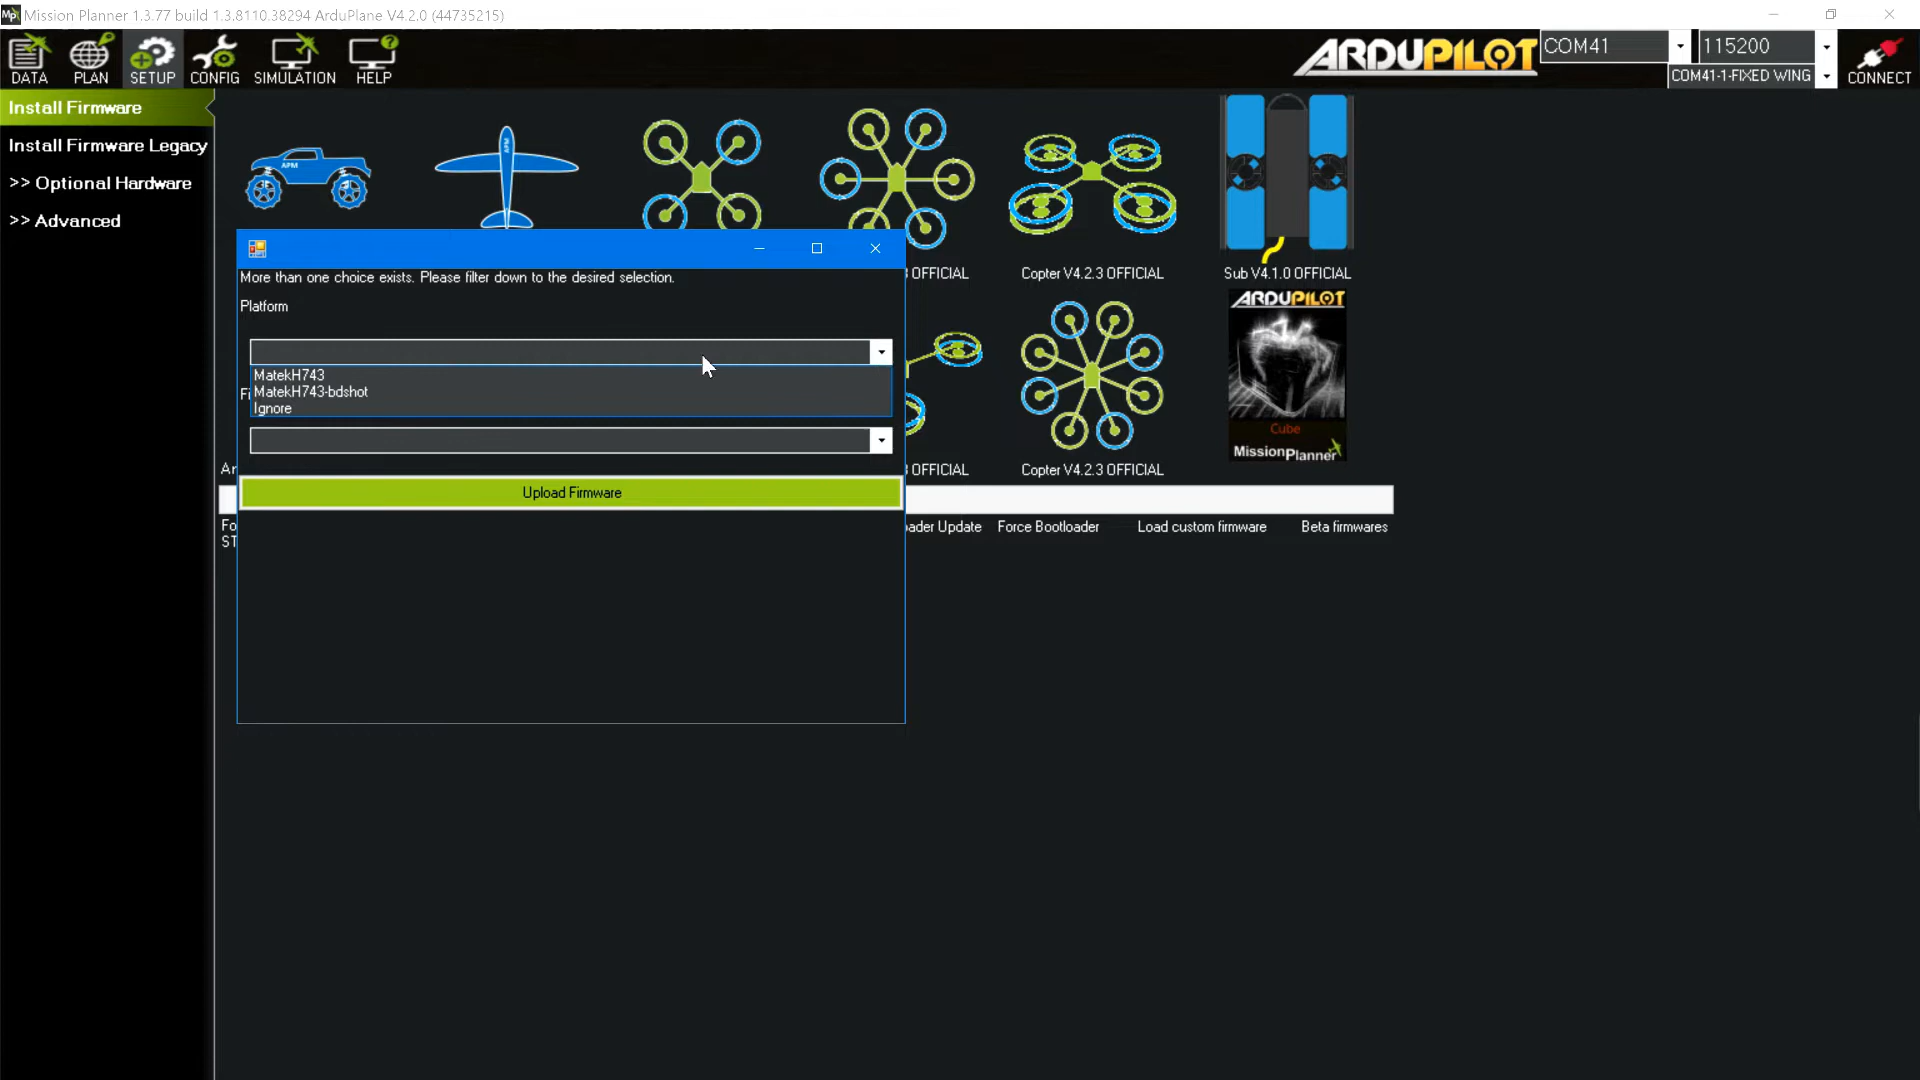 Mission Planner 1.3.77 build 1.3.8110.38294 ArduPlane V4.2.0 (44735215)
DATA
PLAN
SETUP
CONFIG
SIMULATION
HELP
ARDUPILOT
COM41
115200
COM41-1-FIXED WING
CONNECT
Install Firmware
Install Firmware Legacy
>> Optional Hardware
>> Advanced
APM
APM
OFFICIAL
Copter V4.2.3 OFFICIAL
Sub V4.1.0 OFFICIAL
More than one choice exists. Please filter down to the desired selection.
Platform
MatekH743
MatekH743-bdshot
Ignore
Upload Firmware
ARDUPILOT
Cube
MissionPlanner
OFFICIAL
Copter V4.2.3 OFFICIAL
ader Update
Force Bootloader
Load custom firmware
Beta firmwares